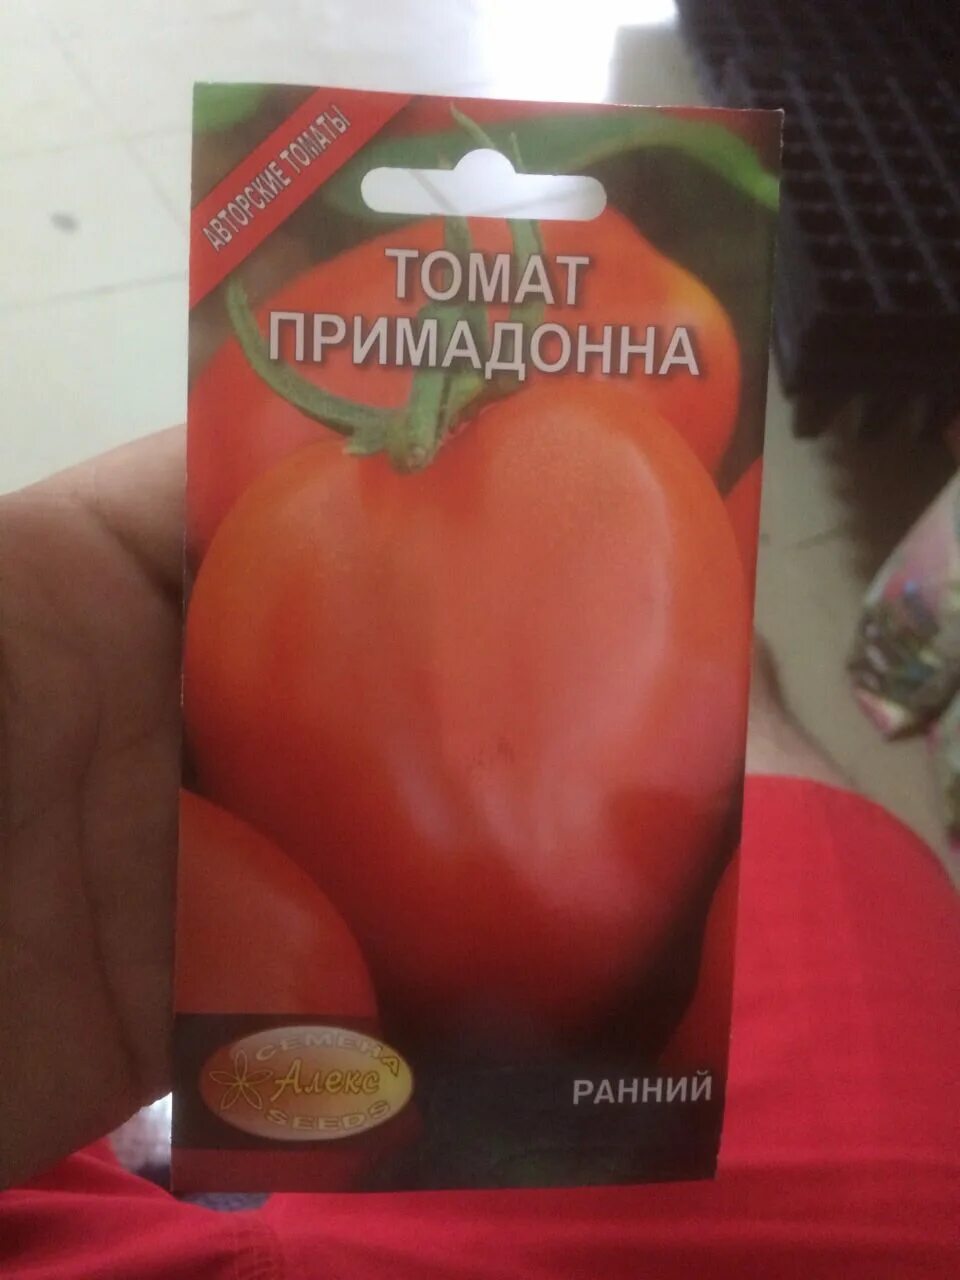 АВТОРСКИЕ ТОМАТЫ
ТОМАТ
ПРИМАДОННА
СЕМЕНА
Алекс
SEEDS
РАННИЙ